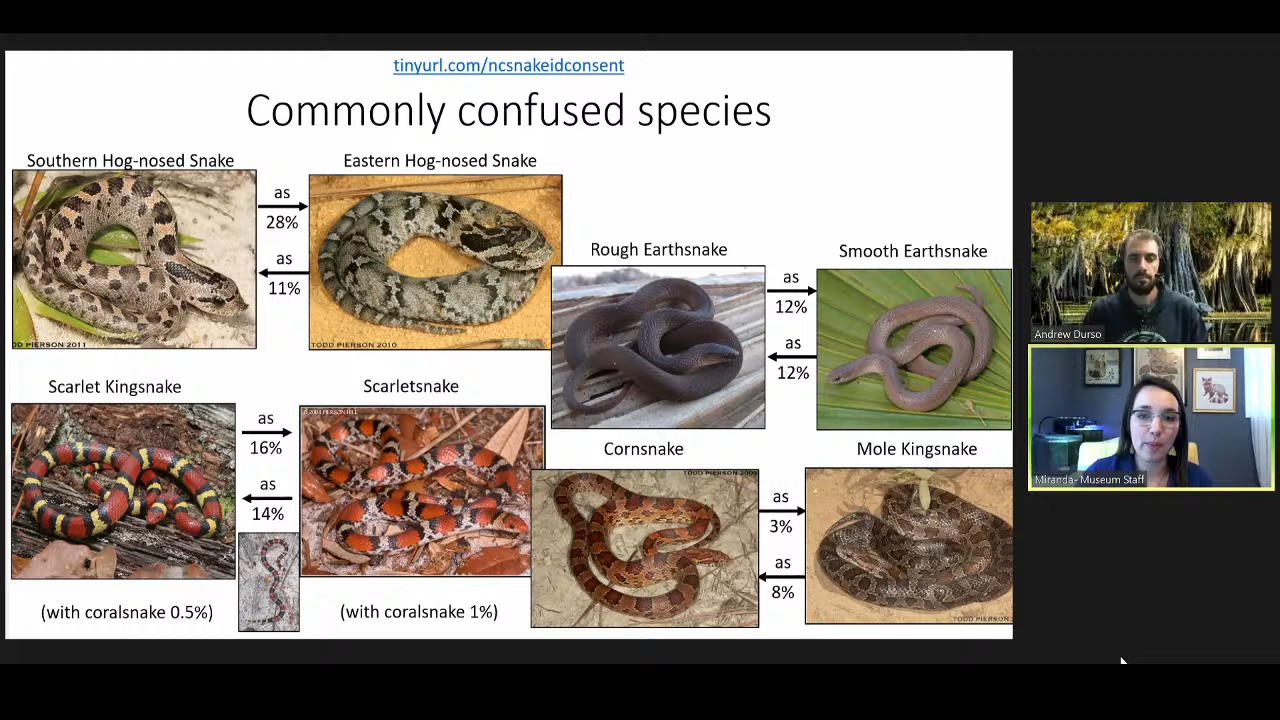 tinyurl.com/ncsnakeidconsent
Commonly confused species
Southern Hog-nosed Snake
as
28%
as
11%
Eastern Hog-nosed Snake
DD PIERSON 2011
TODD PIERSON 2010
Rough Earthsnake
as
12%
as
12%
Smooth Earthsnake
Scarlet Kingsnake
as
16%
as
14%
Scarletsnake
(with coralsnake 0.5%)
(with coralsnake 1%)
Cornsnake
TODD PIERSON 2009
as
3%
as
8%
Mole Kingsnake
TODD PIERSON
Andrew Durso
Miranda- Museum Staff